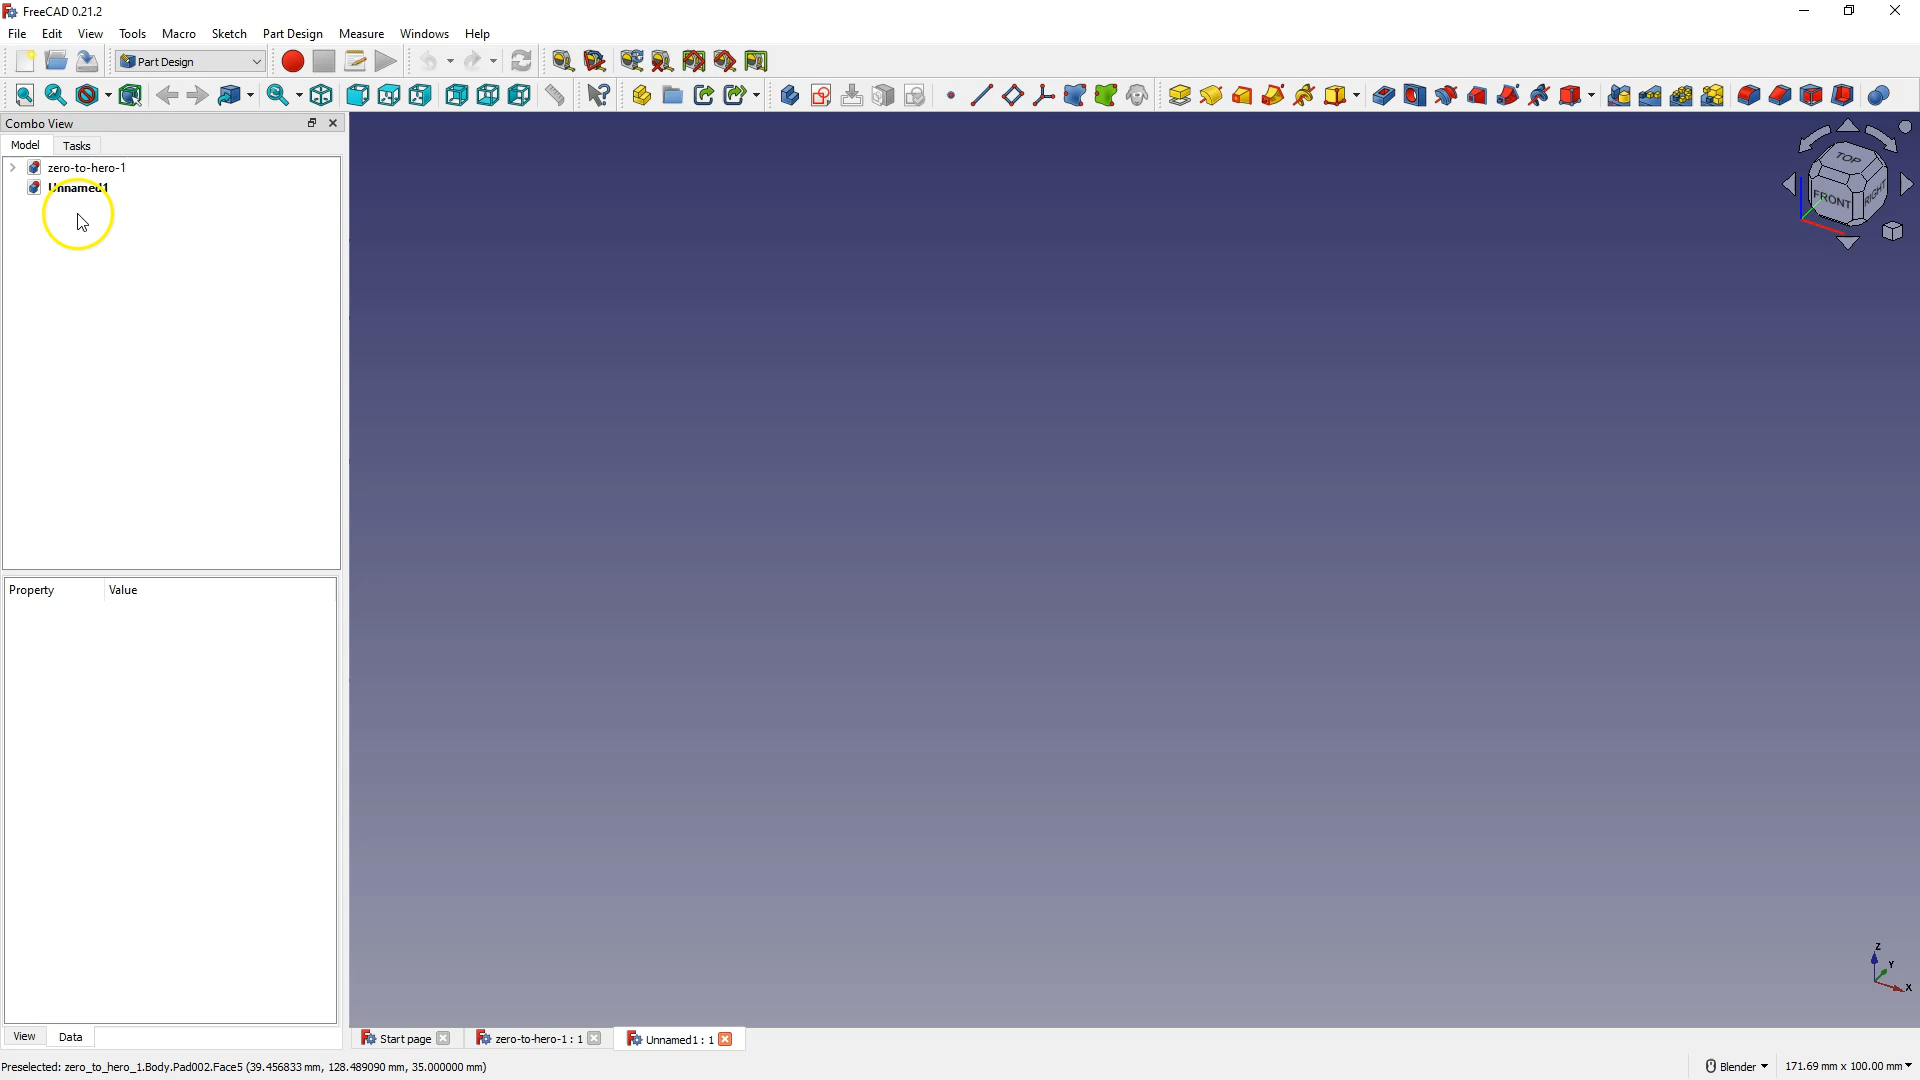 FreeCAD 0.21.2
File Edit View Tools Macro Sketch Part Design Measure Windows Help
Part Design
Combo View
Model Tasks
zero-to-hero-1
Unnamed1
TOP
FRONT RIGHT
Property Value
Z
Y
X
View Data
Start page zero-to-hero-1 : 1 Unnamed1 : 1
Preselected: zero_to_hero_1.Body.Pad002.Face5 (39.456833 mm, 128.489090 mm, 35.000000 mm) Blender 171.69 mm x 100.00 mm